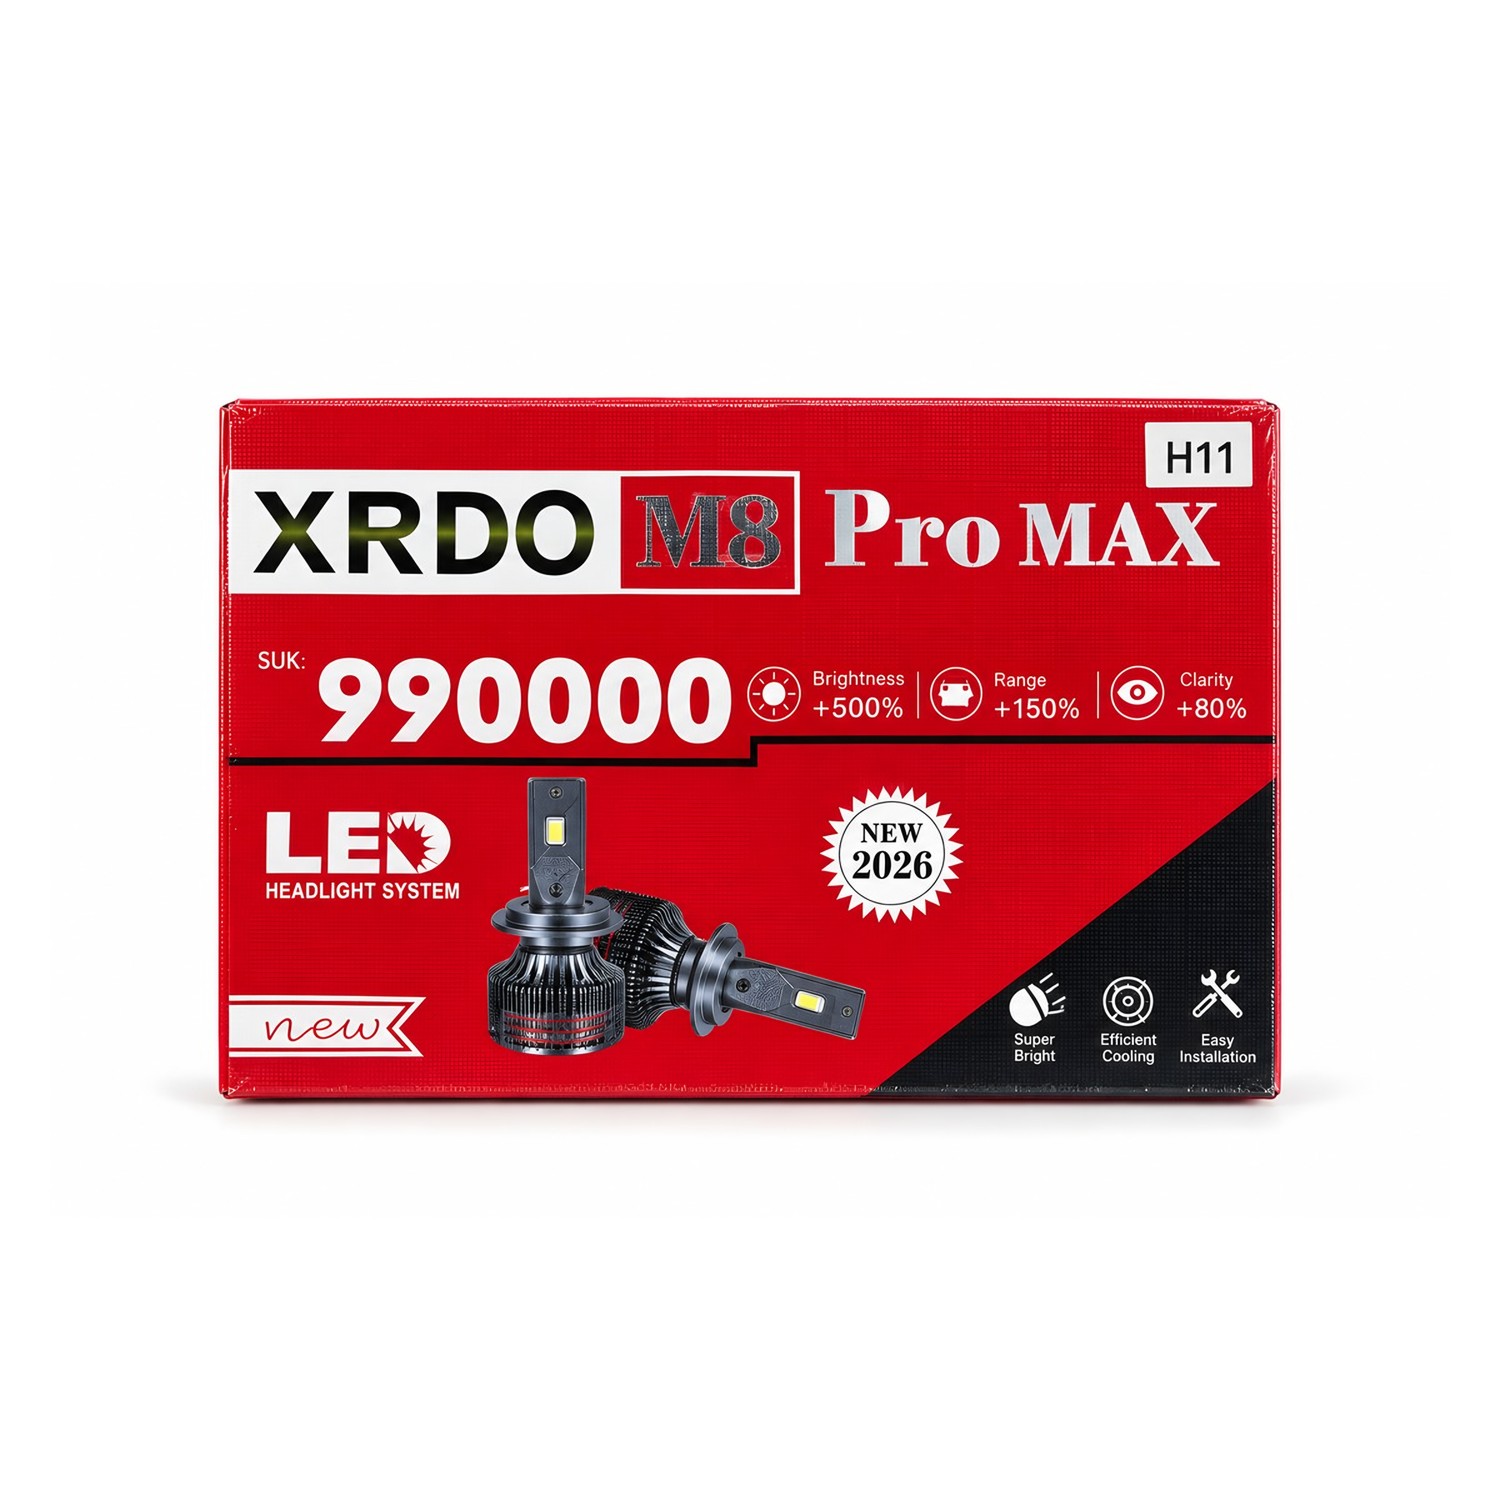 H11
XRDO M8 Pro MAX
SUK: 990000
Brightness
+500%
Range
+150%
Clarity
+80%
LED
HEADLIGHT SYSTEM
NEW
2026
new
Super
Bright
Efficient
Cooling
Easy
Installation